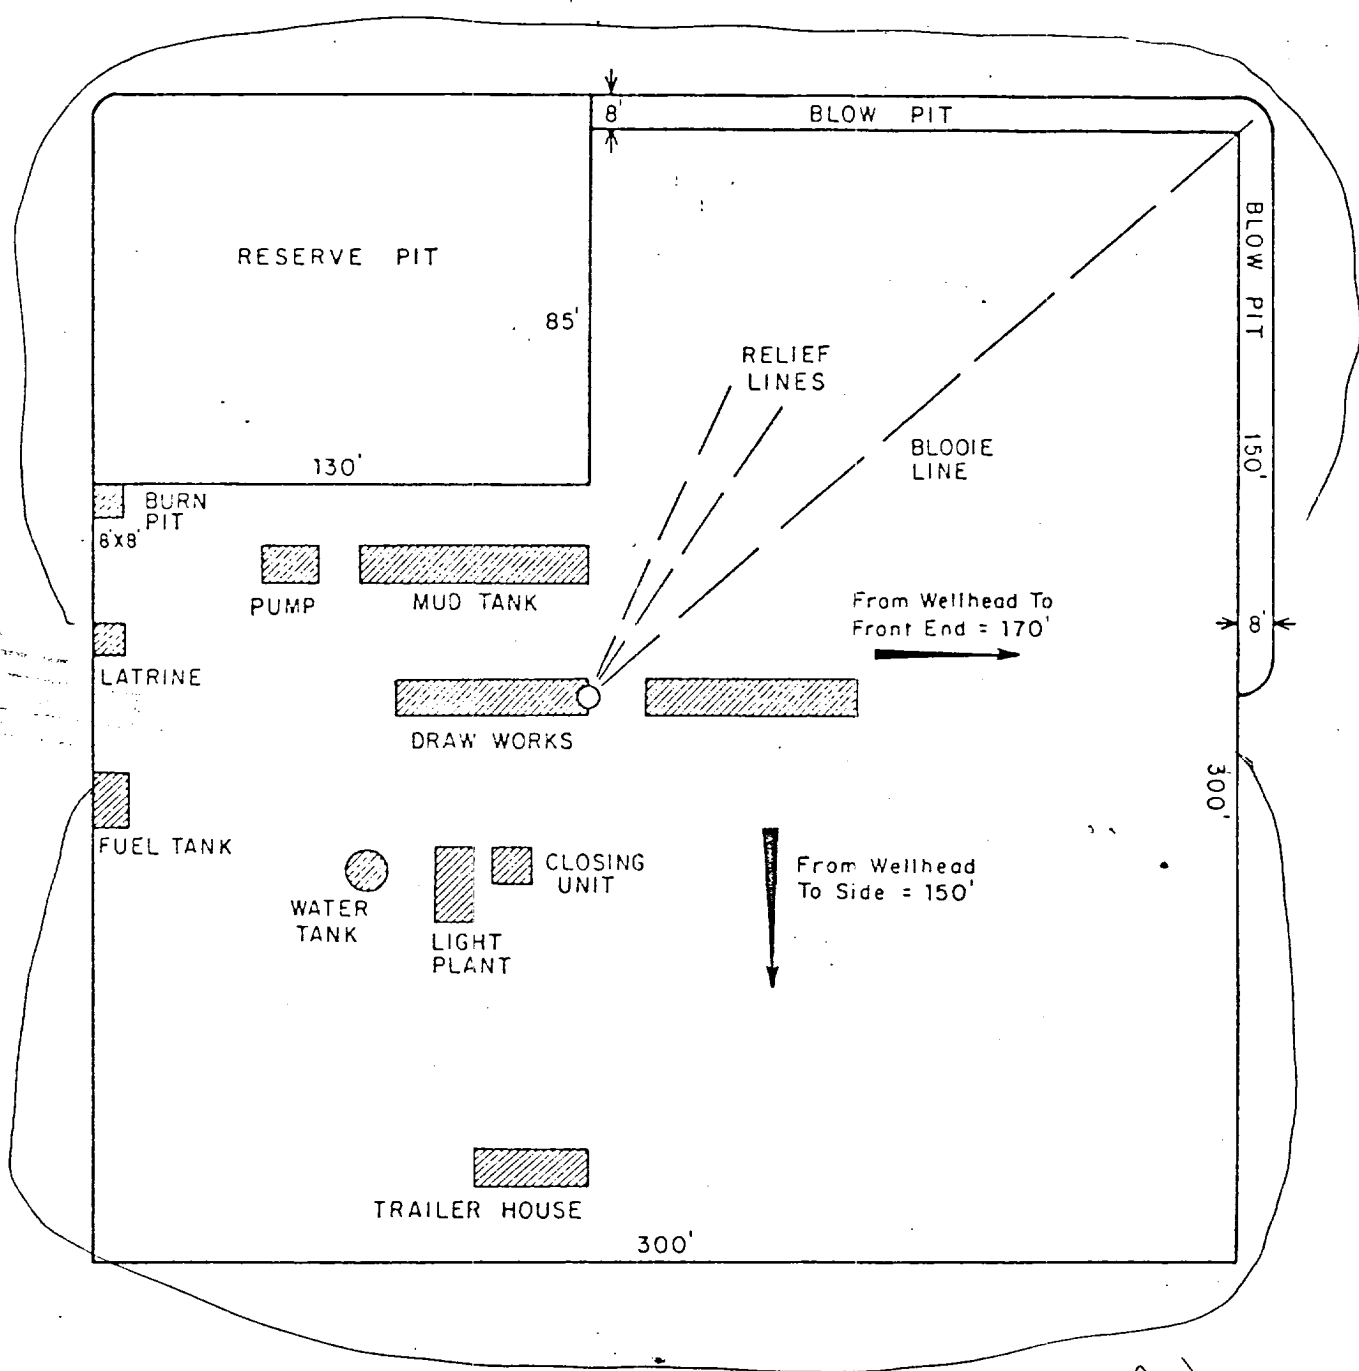 8'
BLOW PIT
BLOW PIT
RESERVE PIT
85'
RELIEF
LINES
BLOOIE
LINE
150'
130'
BURN
PIT
8'X8'
PUMP
MUD TANK
From Wellhead To
Front End = 170'
8'
LATRINE
DRAW WORKS
300'
FUEL TANK
CLOSING
UNIT
From Wellhead
To Side = 150'
WATER
TANK
LIGHT
PLANT
TRAILER HOUSE
300'